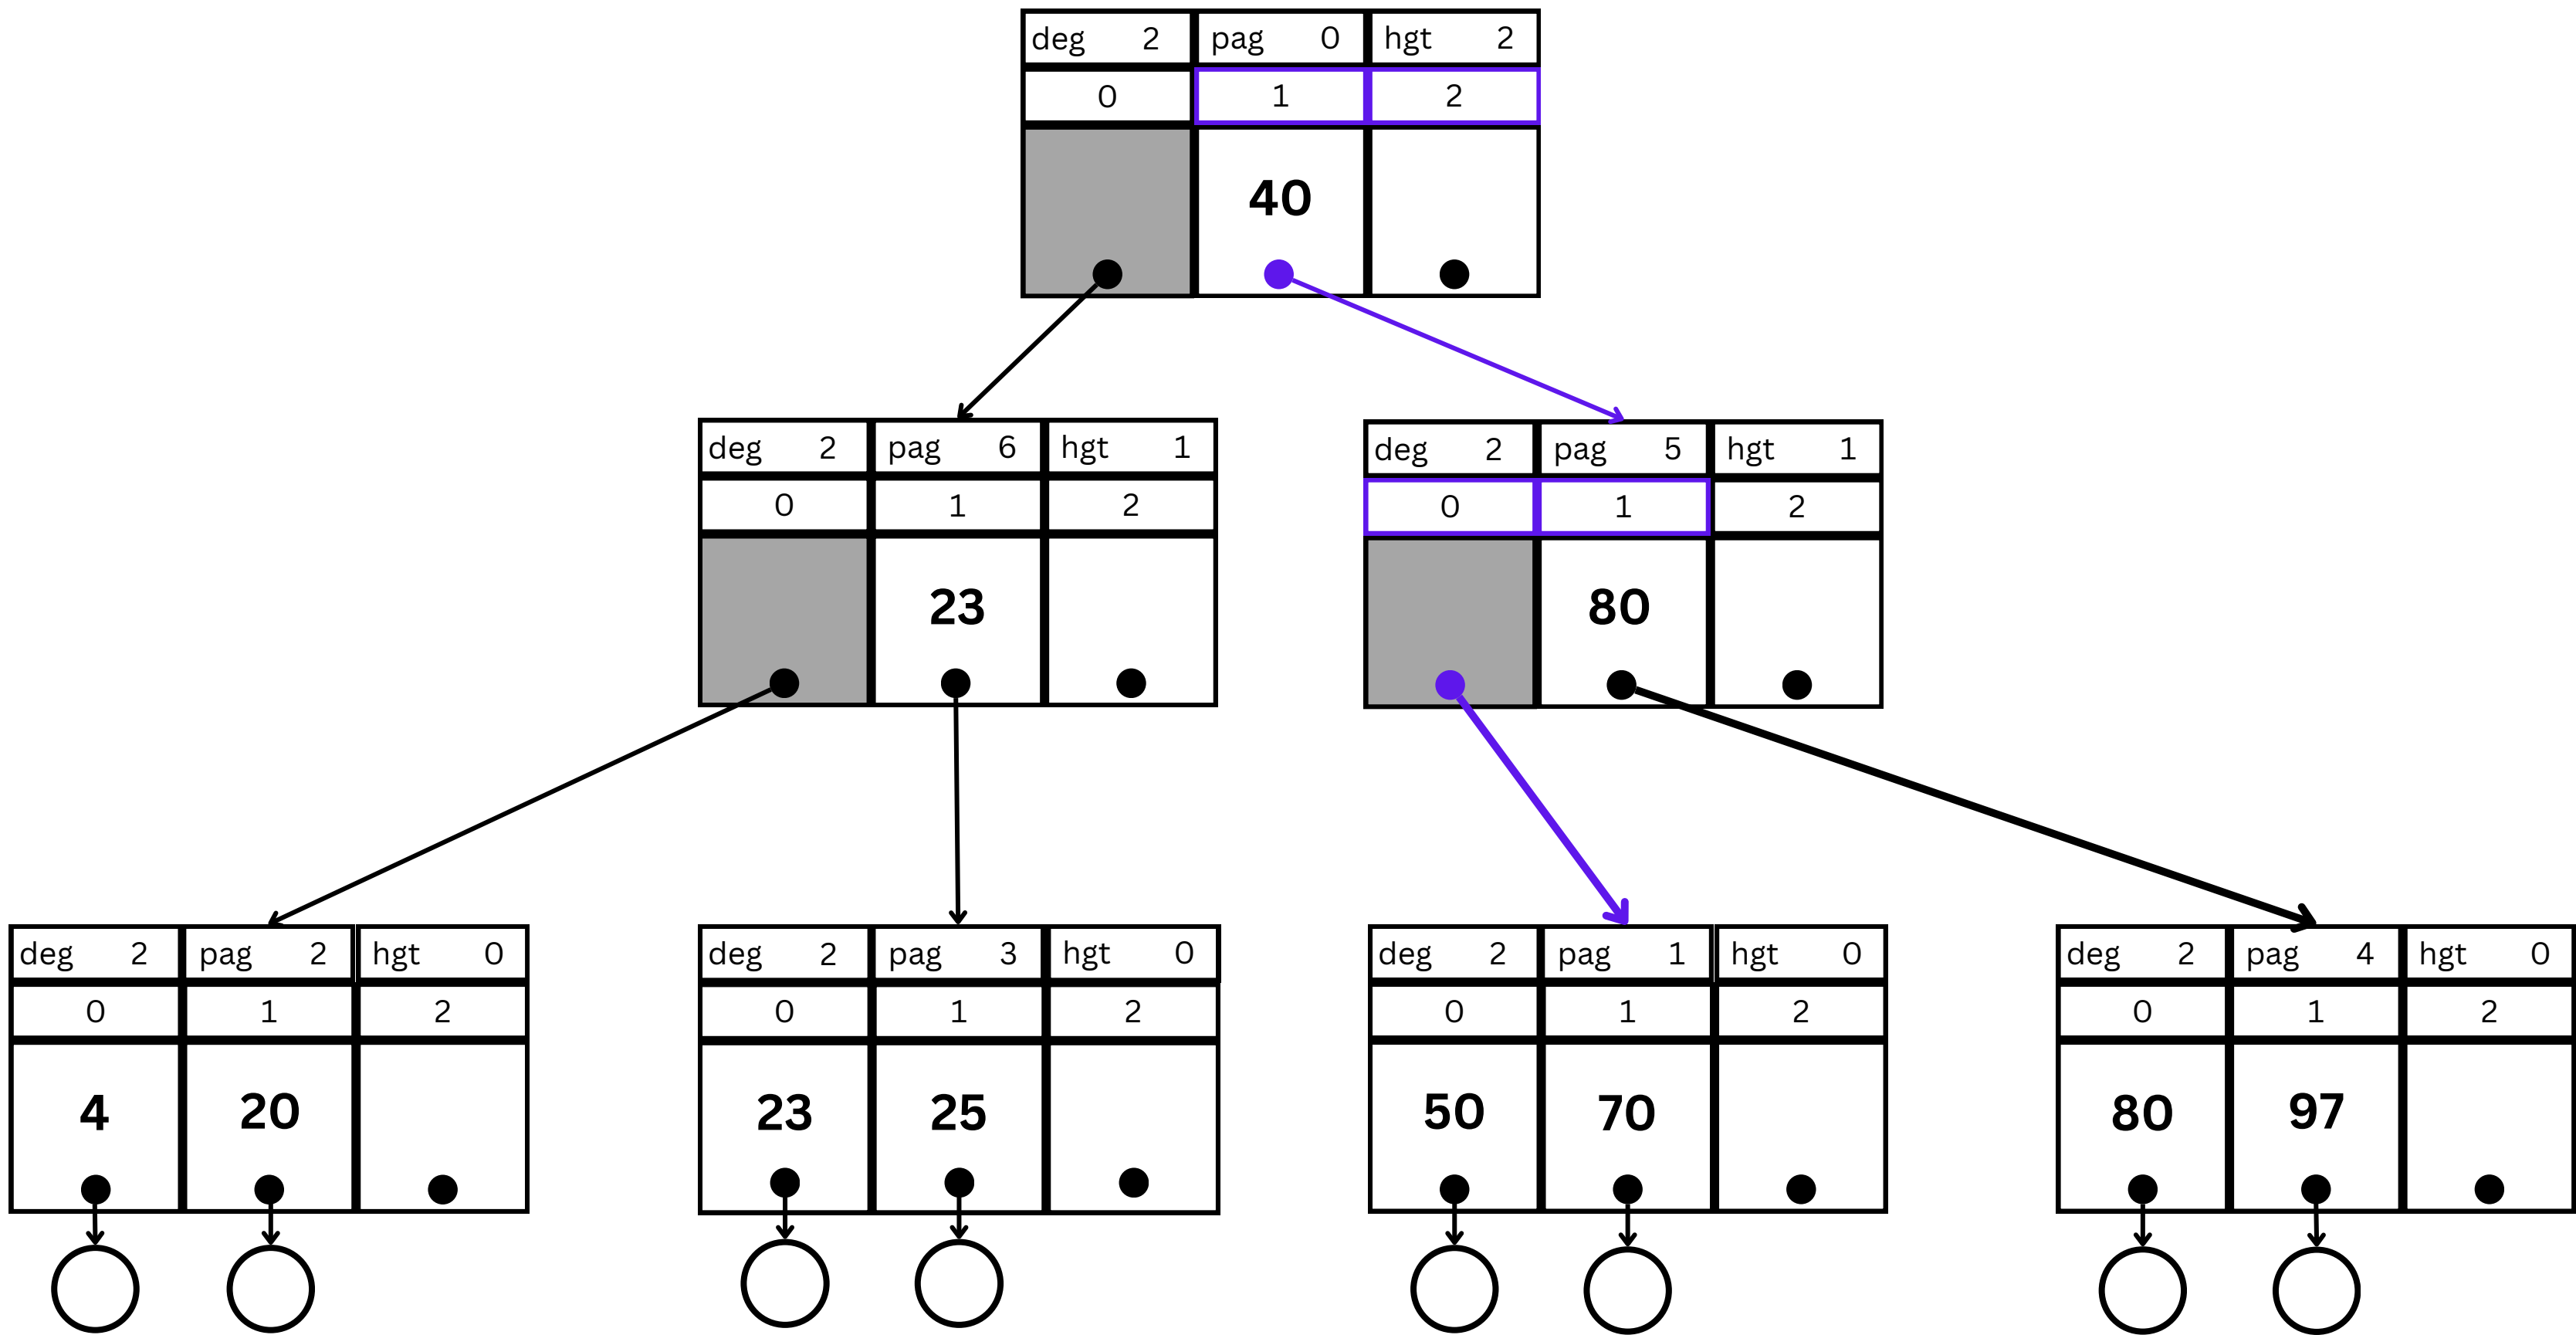 deg 2 pag 0 hgt 2
0 1 2
40
deg 2 pag 6 hgt 1
0 1 2
23
deg 2 pag 5 hgt 1
0 1 2
80
deg 2 pag 2 hgt 0
0 1 2
4 20
deg 2 pag 3 hgt 0
0 1 2
23 25
deg 2 pag 1 hgt 0
0 1 2
50 70
deg 2 pag 4 hgt 0
0 1 2
80 97